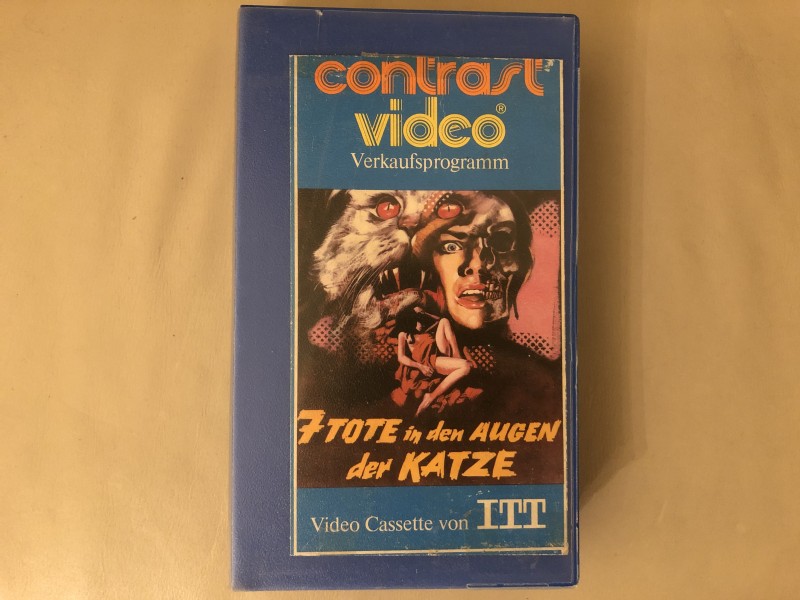 contrast
video®
Verkaufsprogramm
7 TOTE in den AUGEN
der KATZE
Video Cassette von ITT